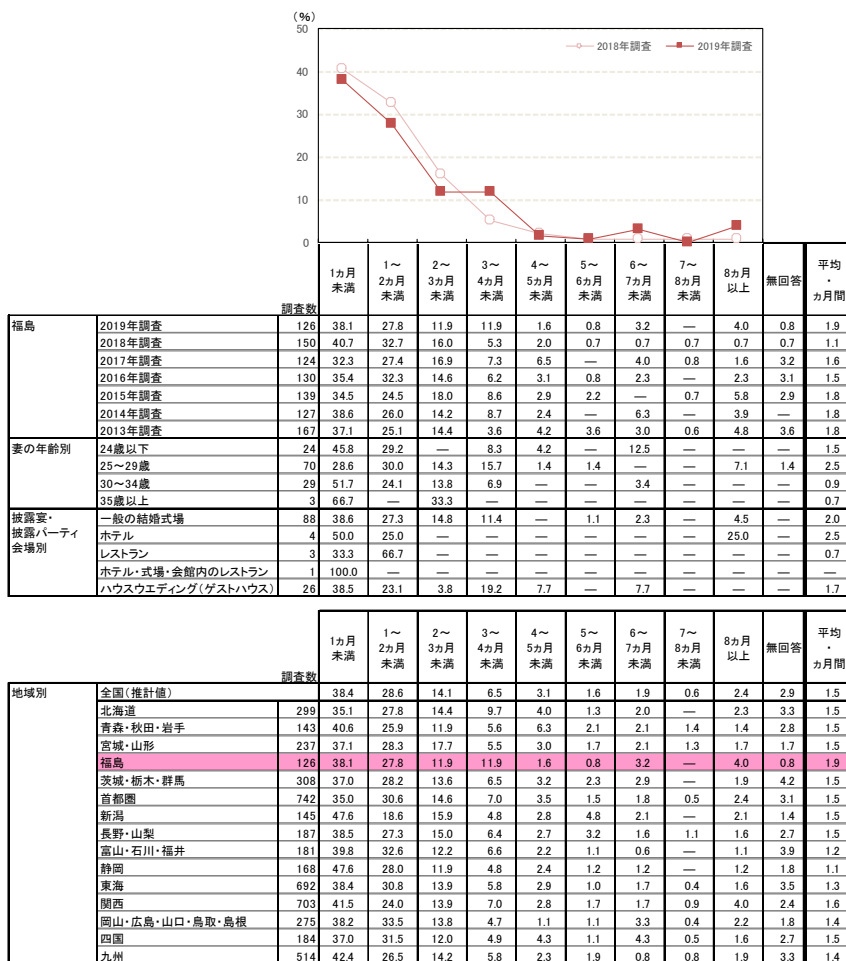 (%)
50
2018年調査 2019年調査
40
30
20
10
0
調査数 1ヵ月未満 1～2ヵ月未満 2～3ヵ月未満 3～4ヵ月未満 4～5ヵ月未満 5～6ヵ月未満 6～7ヵ月未満 7～8ヵ月未満 8ヵ月以上 無回答 平均・ヵ月間
福島 2019年調査 126 38.1 27.8 11.9 11.9 1.6 0.8 3.2 — 4.0 0.8 1.9
2018年調査 150 40.7 32.7 16.0 5.3 2.0 0.7 0.7 0.7 0.7 0.7 1.1
2017年調査 124 32.3 27.4 16.9 7.3 6.5 — 4.0 0.8 1.6 3.2 1.6
2016年調査 130 35.4 32.3 14.6 6.2 3.1 0.8 2.3 — 2.3 3.1 1.5
2015年調査 139 34.5 24.5 18.0 8.6 2.9 2.2 — 0.7 5.8 2.9 1.8
2014年調査 127 38.6 26.0 14.2 8.7 2.4 — 6.3 — 3.9 — 1.8
2013年調査 167 37.1 25.1 14.4 3.6 4.2 3.6 3.0 0.6 4.8 3.6 1.8
妻の年齢別 24歳以下 24 45.8 29.2 — 8.3 4.2 — 12.5 — — — 1.5
25～29歳 70 28.6 30.0 14.3 15.7 1.4 1.4 — — 7.1 1.4 2.5
30～34歳 29 51.7 24.1 13.8 6.9 — — 3.4 — — — 0.9
35歳以上 3 66.7 — 33.3 — — — — — — — 0.7
披露宴・披露パーティ会場別 一般の結婚式場 88 38.6 27.3 14.8 11.4 — 1.1 2.3 — 4.5 — 2.0
ホテル 4 50.0 25.0 — — — — — — 25.0 — 2.5
レストラン 3 33.3 66.7 — — — — — — — — 0.7
ホテル・式場・会館内のレストラン 1 100.0 — — — — — — — — — —
ハウスウエディング(ゲストハウス) 26 38.5 23.1 3.8 19.2 7.7 — 7.7 — — — 1.7
調査数 1ヵ月未満 1～2ヵ月未満 2～3ヵ月未満 3～4ヵ月未満 4～5ヵ月未満 5～6ヵ月未満 6～7ヵ月未満 7～8ヵ月未満 8ヵ月以上 無回答 平均・ヵ月間
地域別 全国(推計値) 38.4 28.6 14.1 6.5 3.1 1.6 1.9 0.6 2.4 2.9 1.5
北海道 299 35.1 27.8 14.4 9.7 4.0 1.3 2.0 — 2.3 3.3 1.5
青森・秋田・岩手 143 40.6 25.9 11.9 5.6 6.3 2.1 2.1 1.4 1.4 2.8 1.5
宮城・山形 237 37.1 28.3 17.7 5.5 3.0 1.7 2.1 1.3 1.7 1.7 1.5
福島 126 38.1 27.8 11.9 11.9 1.6 0.8 3.2 — 4.0 0.8 1.9
茨城・栃木・群馬 308 37.0 28.2 13.6 6.5 3.2 2.3 2.9 — 1.9 4.2 1.5
首都圏 742 35.0 30.6 14.6 7.0 3.5 1.5 1.8 0.5 2.4 3.1 1.5
新潟 145 47.6 18.6 15.9 4.8 2.8 4.8 2.1 — 2.1 1.4 1.5
長野・山梨 187 38.5 27.3 15.0 6.4 2.7 3.2 1.6 1.1 1.6 2.7 1.5
富山・石川・福井 181 39.8 32.6 12.2 6.6 2.2 1.1 0.6 — 1.1 3.9 1.2
静岡 168 47.6 28.0 11.9 4.8 2.4 1.2 1.2 — 1.2 1.8 1.1
東海 692 38.4 30.8 13.9 5.8 2.9 1.0 1.7 0.4 1.6 3.5 1.3
関西 703 41.5 24.0 13.9 7.0 2.8 1.7 1.7 0.9 4.0 2.4 1.6
岡山・広島・山口・鳥取・島根 275 38.2 33.5 13.8 4.7 1.1 1.1 3.3 0.4 2.2 1.8 1.4
四国 184 37.0 31.5 12.0 4.9 4.3 1.1 4.3 0.5 1.6 2.7 1.5
九州 514 42.4 26.5 14.2 5.8 2.3 1.9 0.8 0.8 1.9 3.3 1.4